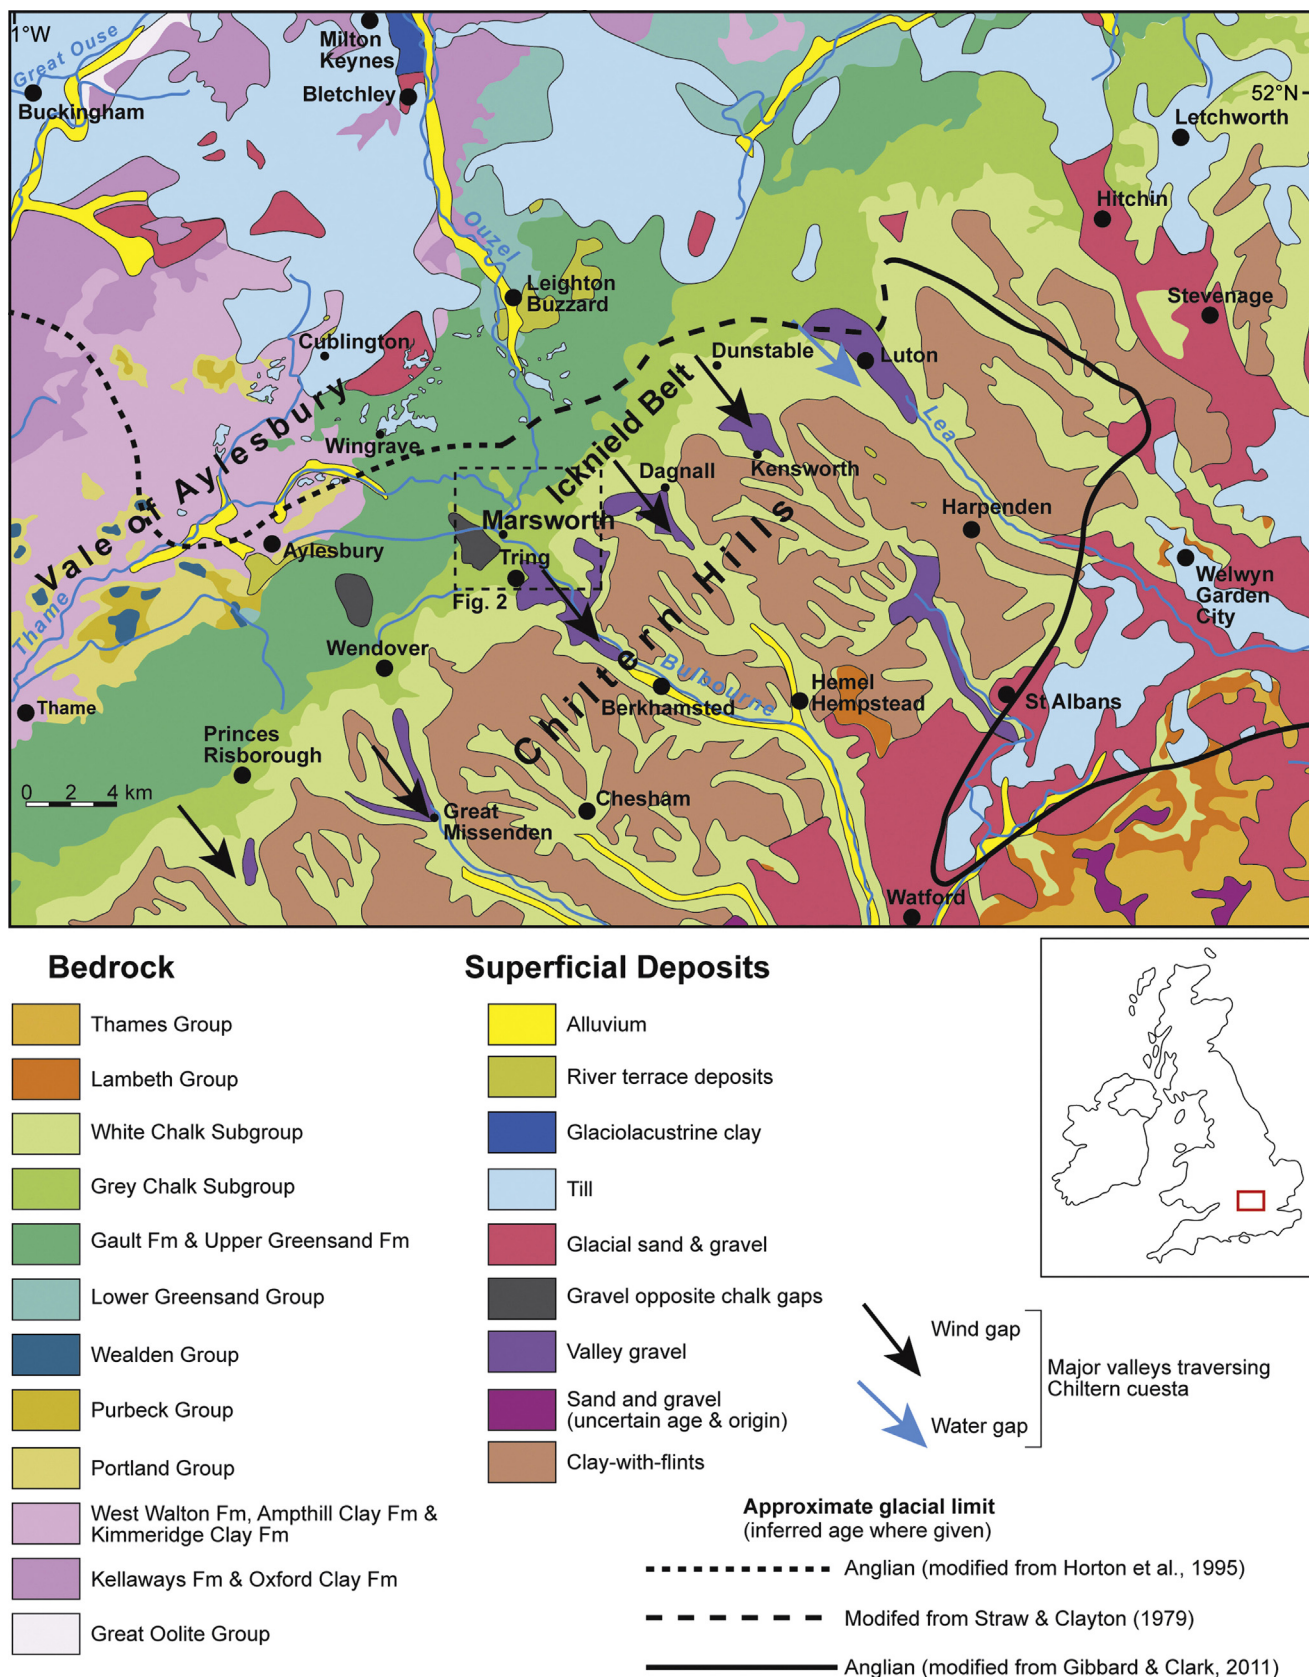 1°W
Great Ouse
Buckingham
Milton
Keynes
Bletchley
52°N
Letchworth
Hitchin
Stevenage
Ouzel
Leighton
Buzzard
Cublington
Wingrave
Vale of Aylesbury
Aylesbury
Thame
Thame
Dunstable
Luton
Lea
Icknield Belt
Dagnall
Kensworth
Harpenden
Marsworth
Tring
Fig. 2
Chiltern Hills
Welwyn
Garden
City
Wendover
Bulbourne
Berkhamsted
Hemel
Hempstead
St Albans
Princes
Risborough
0 2 4 km
Great
Missenden
Chesham
Watford
Bedrock
Thames Group
Lambeth Group
White Chalk Subgroup
Grey Chalk Subgroup
Gault Fm & Upper Greensand Fm
Lower Greensand Group
Wealden Group
Purbeck Group
Portland Group
West Walton Fm, Ampthill Clay Fm &
Kimmeridge Clay Fm
Kellaways Fm & Oxford Clay Fm
Great Oolite Group
Superficial Deposits
Alluvium
River terrace deposits
Glaciolacustrine clay
Till
Glacial sand & gravel
Gravel opposite chalk gaps
Valley gravel
Sand and gravel
(uncertain age & origin)
Clay-with-flints
Wind gap
Water gap
Major valleys traversing
Chiltern cuesta
Approximate glacial limit
(inferred age where given)
Anglian (modified from Horton et al., 1995)
Modifed from Straw & Clayton (1979)
Anglian (modified from Gibbard & Clark, 2011)